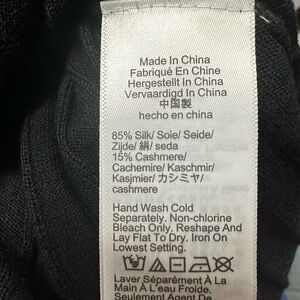 Made In China
Fabriqué En Chine
Hergestellt In China
Vervaardigd In China
中国製
hecho en china
85% Silk/ Soie/ Seide/
Zijde/ 絹/ seda
15% Cashmere/
Cachemire/ Kaschmir/
Kasjmier/ カシミヤ/
cashmere
Hand Wash Cold
Separately. Non-chlorine
Bleach Only. Reshape And
Lay Flat To Dry. Iron On
Lowest Setting.
Laver Séparément À La
Main À L'eau Froide.
Seulement Agent De